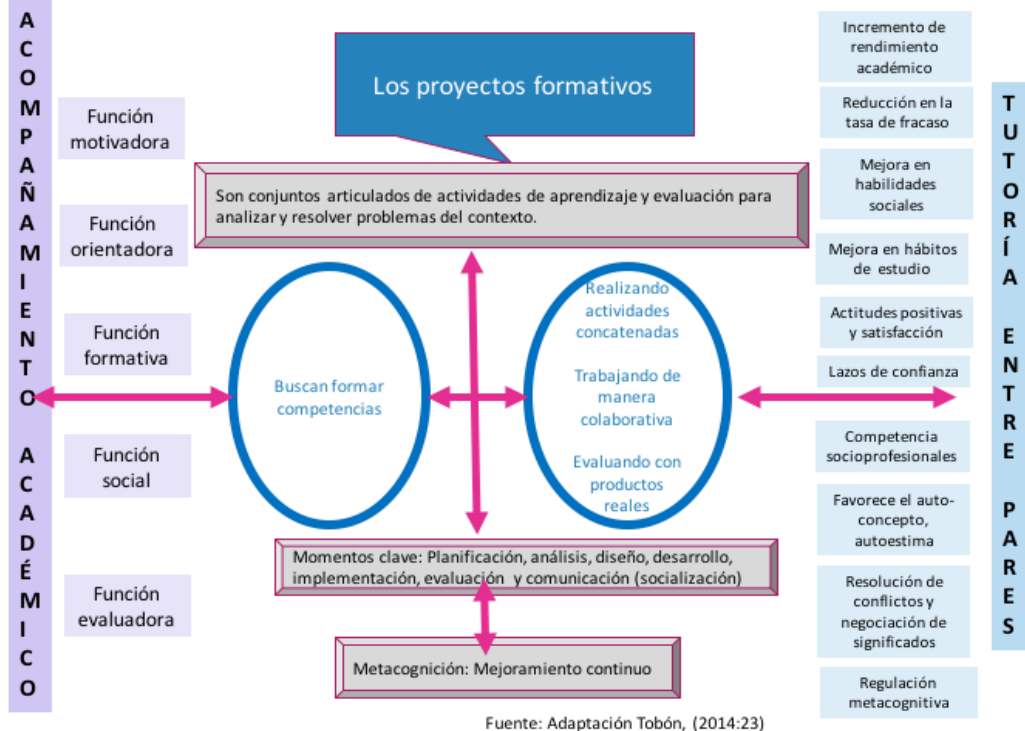 ACOMPAÑAMIENTO ACADÉMICO
Función
motivadora
Función
orientadora
Función
formativa
Función
social
Función
evaluadora
Los proyectos formativos
Son conjuntos articulados de actividades de aprendizaje y evaluación para
analizar y resolver problemas del contexto.
Buscan formar
competencias
Realizando
actividades
concatenadas
Trabajando de
manera
colaborativa
Evaluando con
productos
reales
Momentos clave: Planificación, análisis, diseño, desarrollo,
implementación, evaluación y comunicación (socialización)
Metacognición: Mejoramiento continuo
Incremento de
rendimiento
académico
Reducción en la
tasa de fracaso
Mejora en
habilidades
sociales
Mejora en hábitos
de estudio
Actitudes positivas
y satisfacción
Lazos de confianza
Competencia
socioprofesionales
Favorece el auto-
concepto,
autoestima
Resolución de
conflictos y
negociación de
significados
Regulación
metacognitiva
TUTORÍA ENTRE PARES
Fuente: Adaptación Tobón, (2014:23)